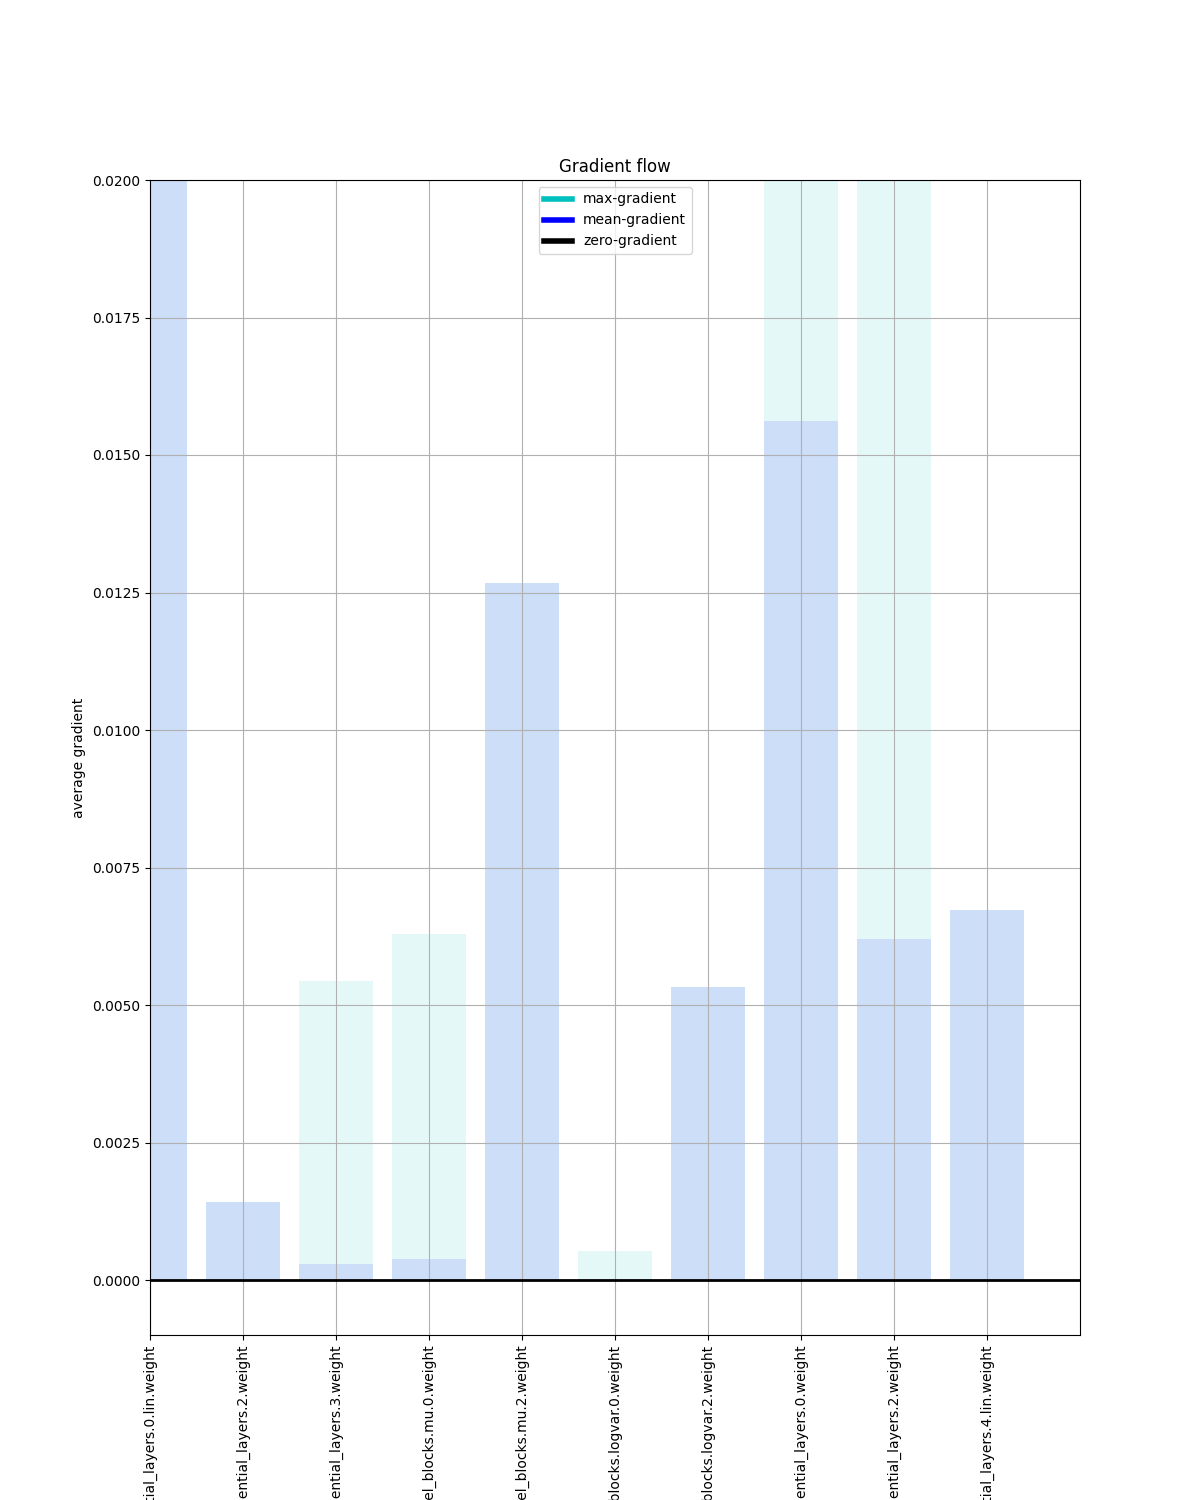 Gradient flow
max-gradient
mean-gradient
zero-gradient
0.0200
0.0175
0.0150
0.0125
0.0100
0.0075
0.0050
0.0025
0.0000
average gradient
tial_layers.0.lin.weight
ential_layers.2.weight
ential_layers.3.weight
el_blocks.mu.0.weight
el_blocks.mu.2.weight
blocks.logvar.0.weight
blocks.logvar.2.weight
ential_layers.0.weight
ential_layers.2.weight
tial_layers.4.lin.weight